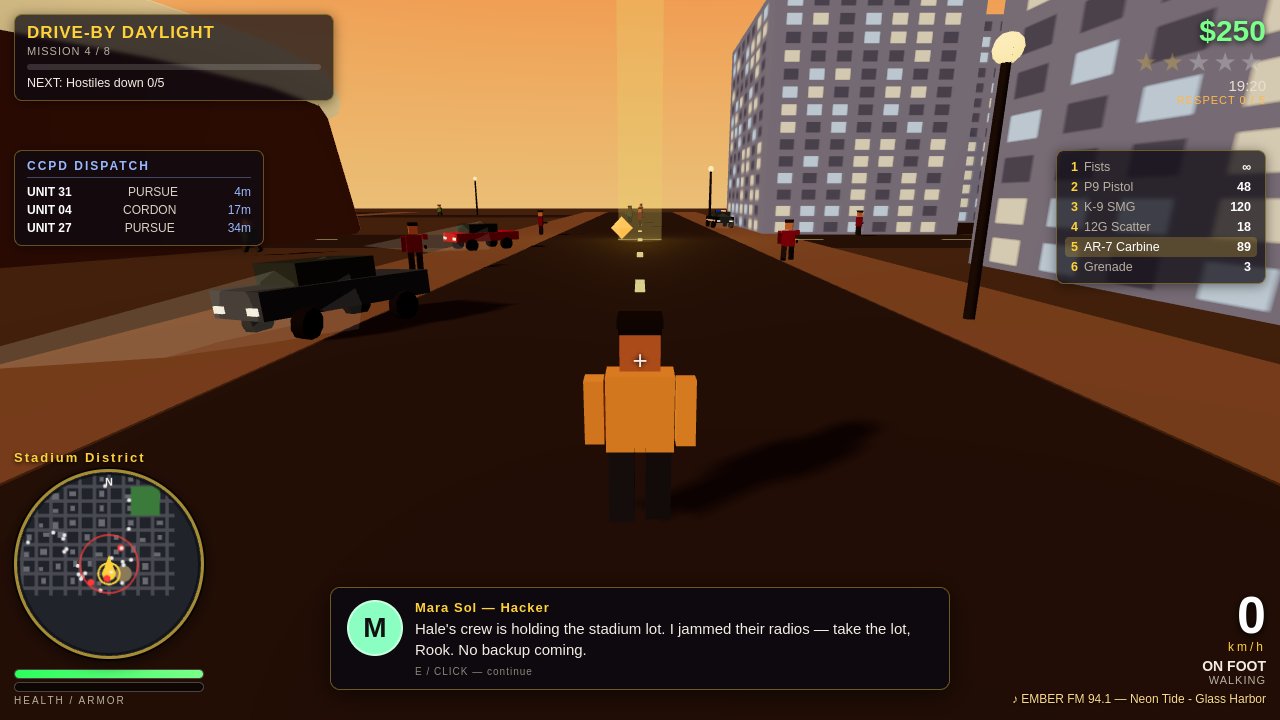 DRIVE-BY DAYLIGHT
MISSION 4 / 8
NEXT: Hostiles down 0/5
$250
19:20
CCPD DISPATCH
UNIT 31 PURSUE 4m
UNIT 04 CORDON 17m
UNIT 27 PURSUE 34m
1 Fists ∞
2 P9 Pistol 48
3 K-9 SMG 120
4 12G Scatter 18
5 AR-7 Carbine 89
6 Grenade 3
Stadium District
N
HEALTH / ARMOR
M
Mara Sol — Hacker
Hale's crew is holding the stadium lot. I jammed their radios — take the lot,
Rook. No backup coming.
E / CLICK — continue
0
km/h
ON FOOT
WALKING
♪ EMBER FM 94.1 — Neon Tide - Glass Harbor